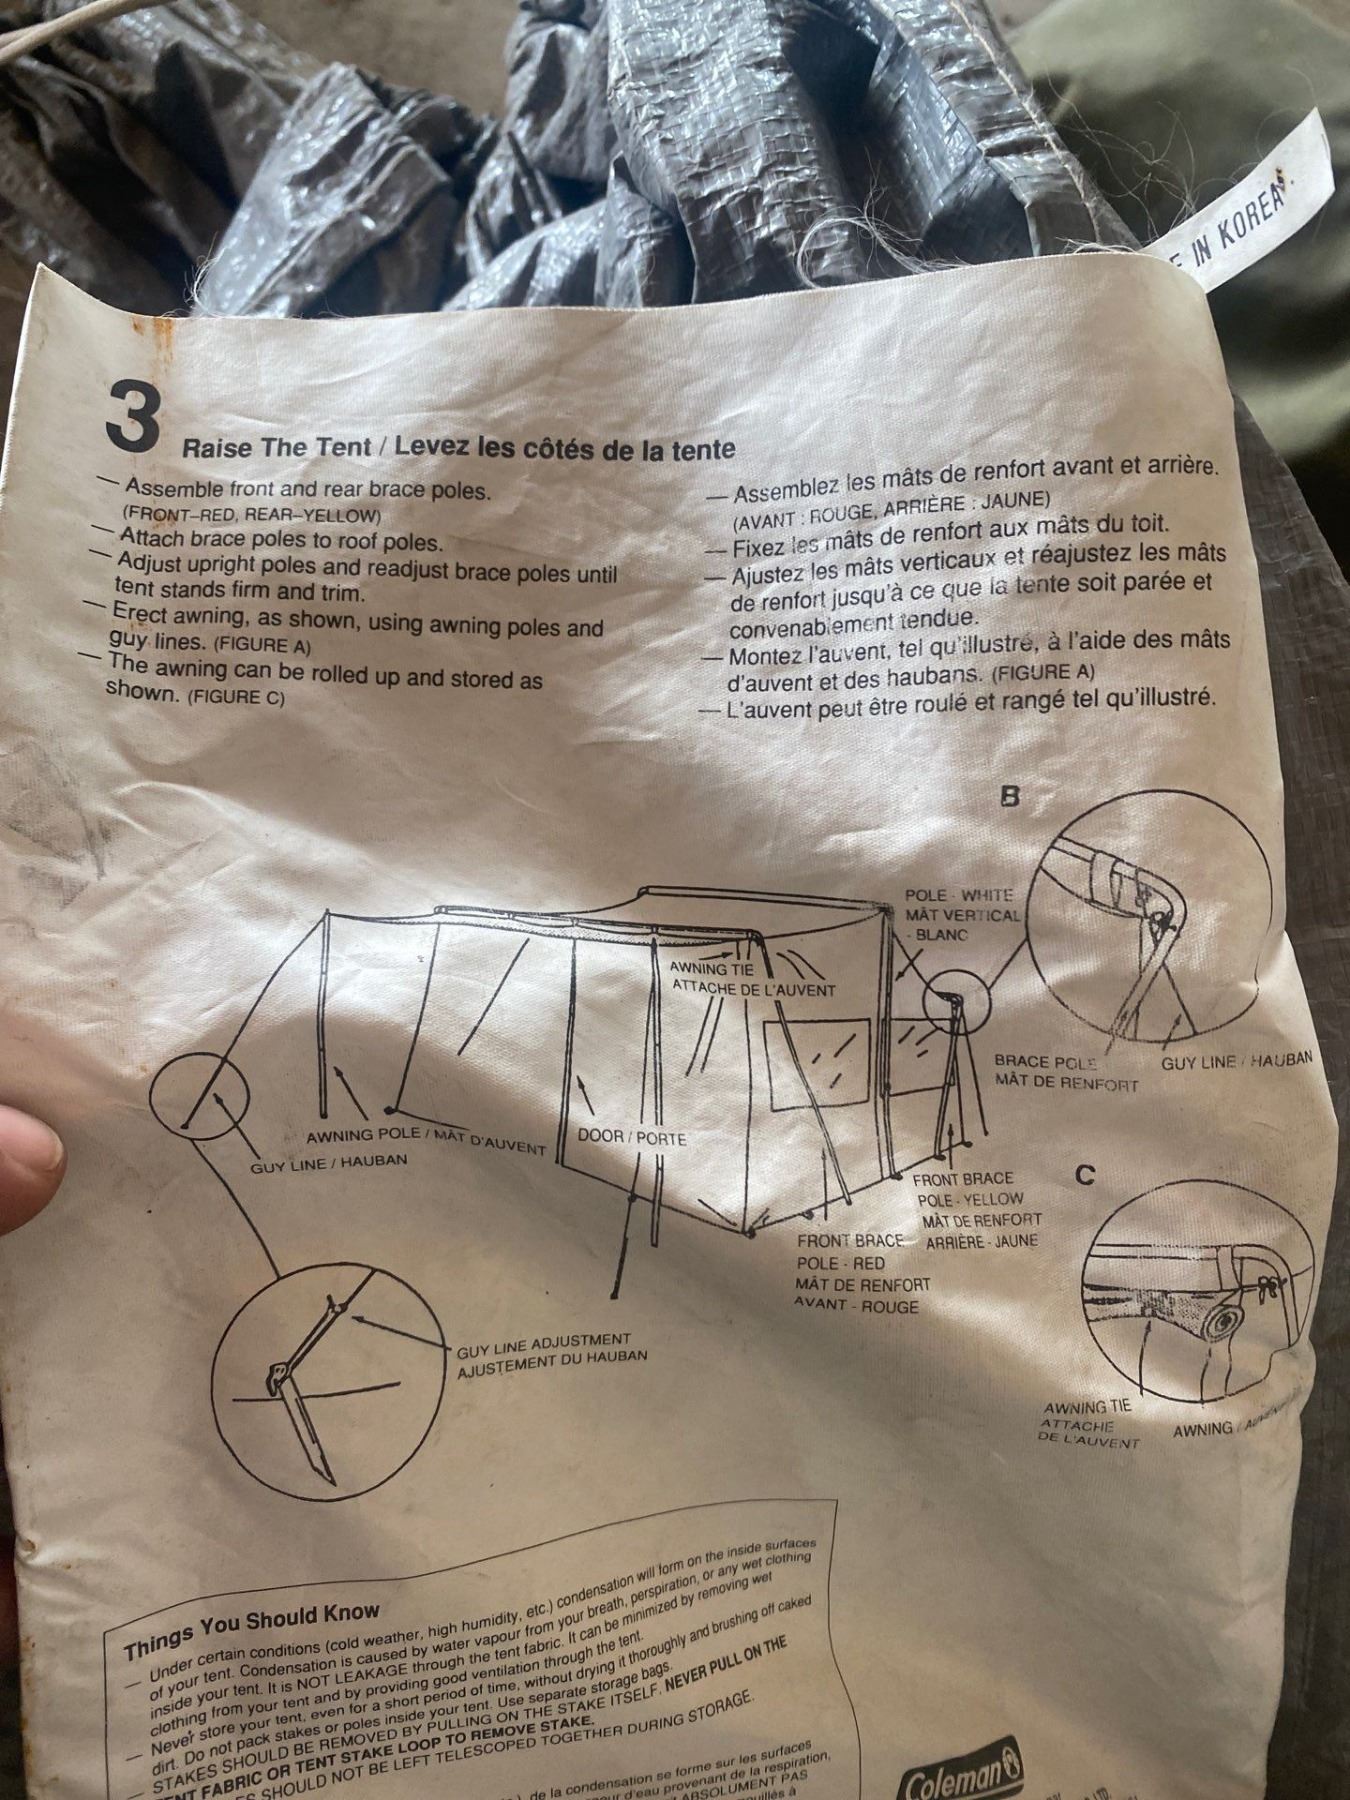 IN KOREA.
3
Raise The Tent / Levez les côtés de la tente
— Assemble front and rear brace poles.
(FRONT–RED, REAR–YELLOW)
— Attach brace poles to roof poles.
— Adjust upright poles and readjust brace poles until
tent stands firm and trim.
— Erect awning, as shown, using awning poles and
guy lines. (FIGURE A)
— The awning can be rolled up and stored as
shown. (FIGURE C)
— Assemblez les mâts de renfort avant et arrière.
(AVANT : ROUGE, ARRIÈRE : JAUNE)
— Fixez les mâts de renfort aux mâts du toit.
— Ajustez les mâts verticaux et réajustez les mâts
de renfort jusqu'à ce que la tente soit parée et
convenablement tendue.
— Montez l'auvent, tel qu'illustré, à l'aide des mâts
d'auvent et des haubans. (FIGURE A)
— L'auvent peut être roulé et rangé tel qu'illustré.
B
POLE - WHITE
MÂT VERTICAL
- BLANC
AWNING TIE
ATTACHE DE L'AUVENT
BRACE POLE
MÂT DE RENFORT
GUY LINE / HAUBAN
AWNING POLE / MÂT D'AUVENT
DOOR / PORTE
GUY LINE / HAUBAN
FRONT BRACE
POLE - YELLOW
MÂT DE RENFORT
ARRIÈRE - JAUNE
C
FRONT BRACE
POLE - RED
MÂT DE RENFORT
AVANT - ROUGE
GUY LINE ADJUSTMENT
AJUSTEMENT DU HAUBAN
AWNING TIE
ATTACHE
DE L'AUVENT
AWNING /
Things You Should Know
— Under certain conditions (cold weather, high humidity, etc.) condensation will form on the inside surfaces
of your tent. Condensation is caused by water vapour from your breath, perspiration, or any wet clothing
inside your tent. It is NOT LEAKAGE through the tent fabric. It can be minimized by removing wet
clothing from your tent and by providing good ventilation through the tent.
— Never store your tent, even for a short period of time, without drying it thoroughly and brushing off caked
dirt. Do not pack stakes or poles inside your tent. Use separate storage bags.
— STAKES SHOULD BE REMOVED BY PULLING ON THE STAKE ITSELF. NEVER PULL ON THE
FABRIC OR TENT STAKE LOOP TO REMOVE STAKE.
SHOULD NOT BE LEFT TELESCOPED TOGETHER DURING STORAGE.
de la condensation se forme sur les surfaces
d'eau provenant de la respiration,
ABSOLUMENT PAS
à
Coleman